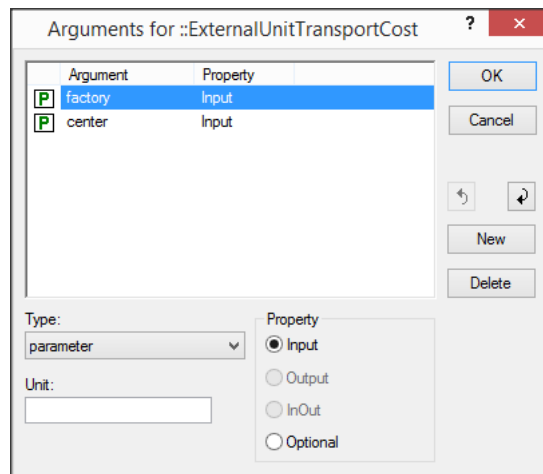 Arguments for ::ExternalUnitTransportCost ? ×
Argument Property
P factory Input
P center Input
OK
Cancel
New
Delete
Type:
parameter
Unit:
Property
Input
Output
InOut
Optional